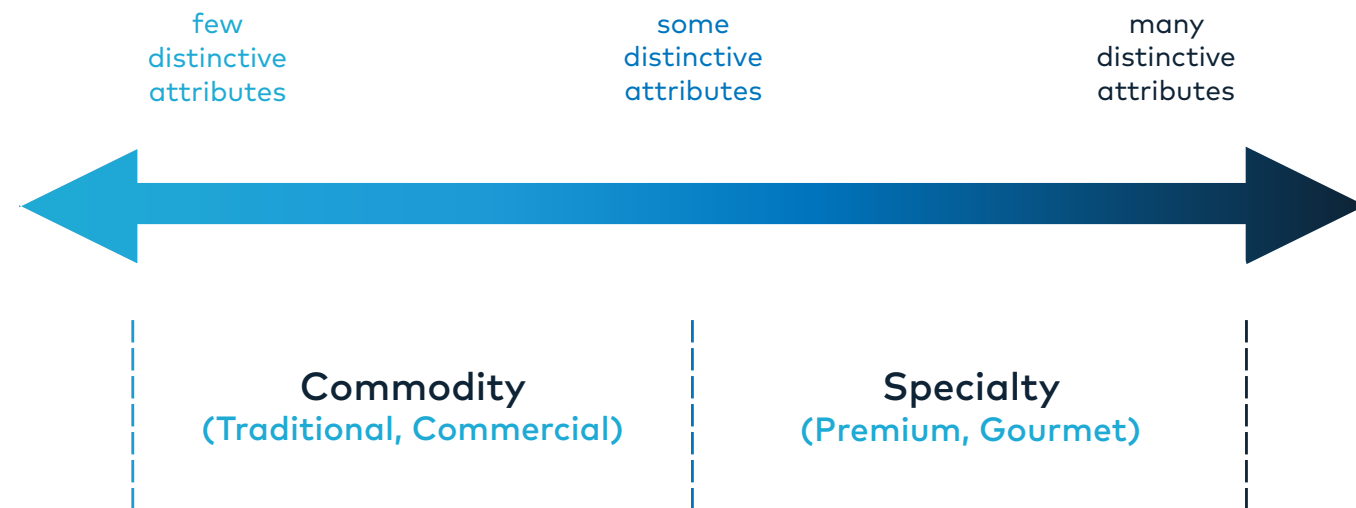 few
distinctive
attributes
some
distinctive
attributes
many
distinctive
attributes
Commodity
(Traditional, Commercial)
Specialty
(Premium, Gourmet)